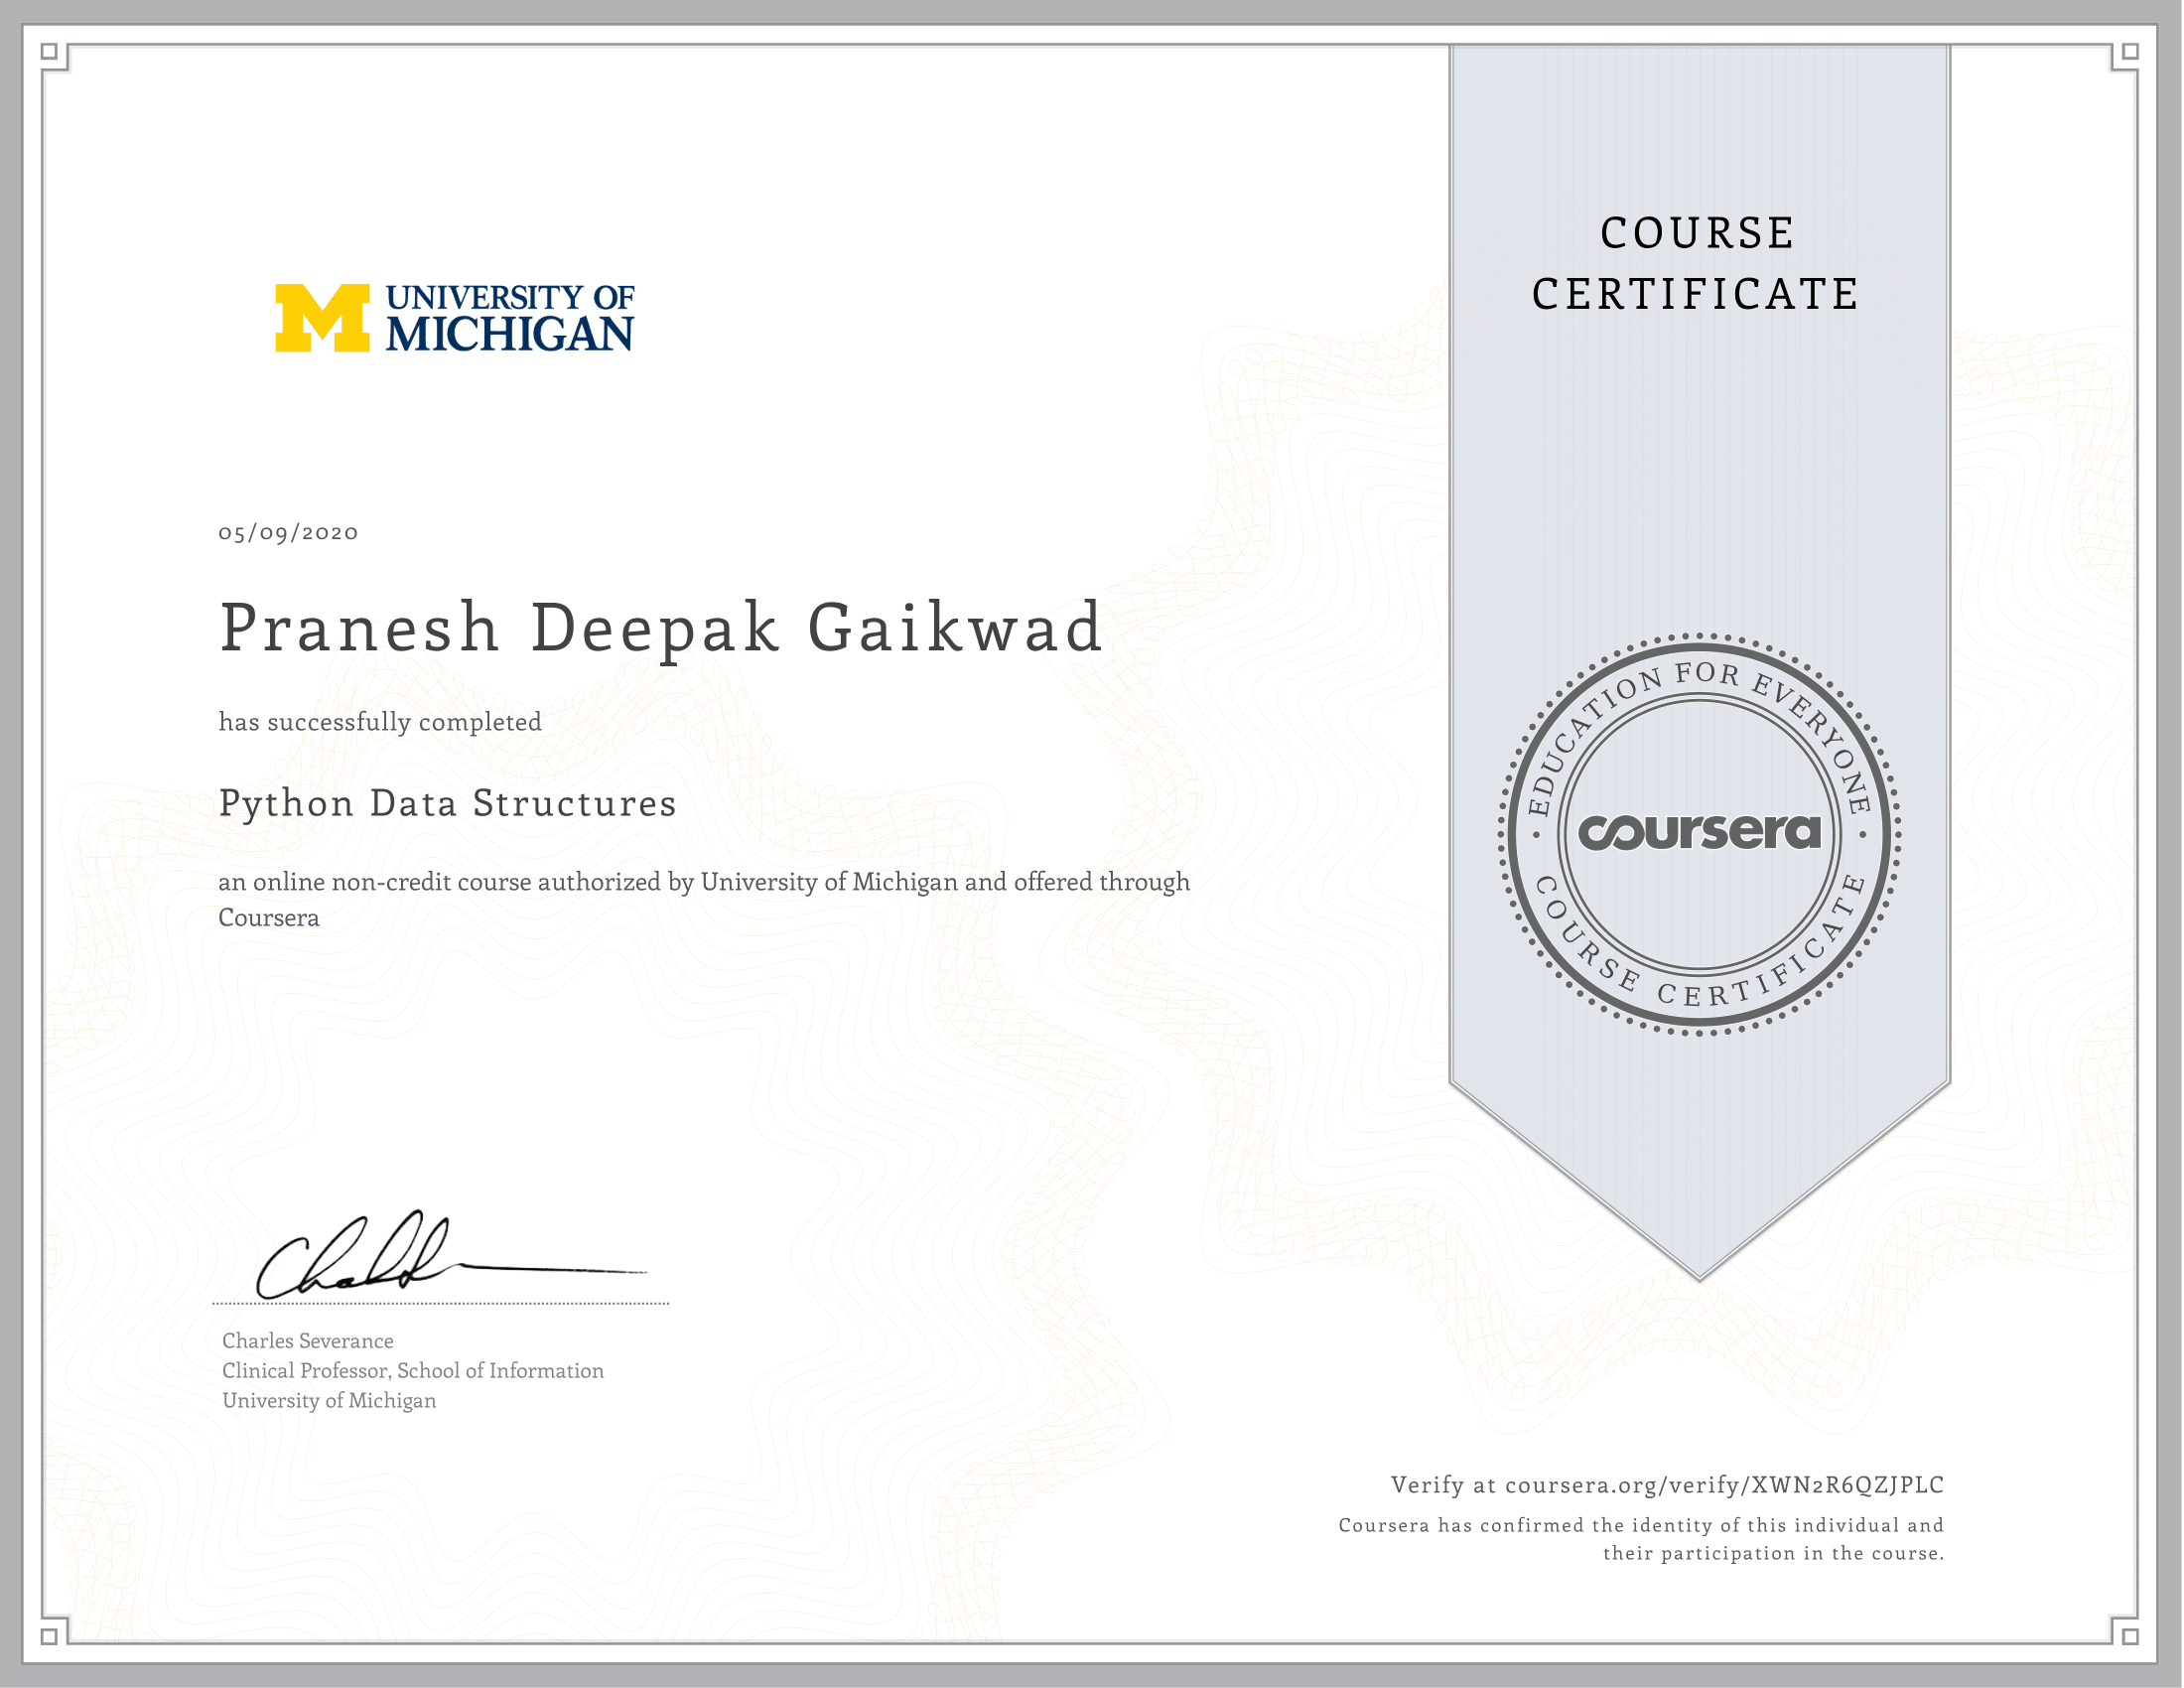 COURSE
CERTIFICATE
UNIVERSITY OF
MICHIGAN
05/09/2020
Pranesh Deepak Gaikwad
has successfully completed
Python Data Structures
an online non-credit course authorized by University of Michigan and offered through
Coursera
EDUCATION FOR EVERYONE
coursera
COURSE CERTIFICATE
Charles Severance
Clinical Professor, School of Information
University of Michigan
Verify at coursera.org/verify/XWN2R6QZJPLC
Coursera has confirmed the identity of this individual and
their participation in the course.